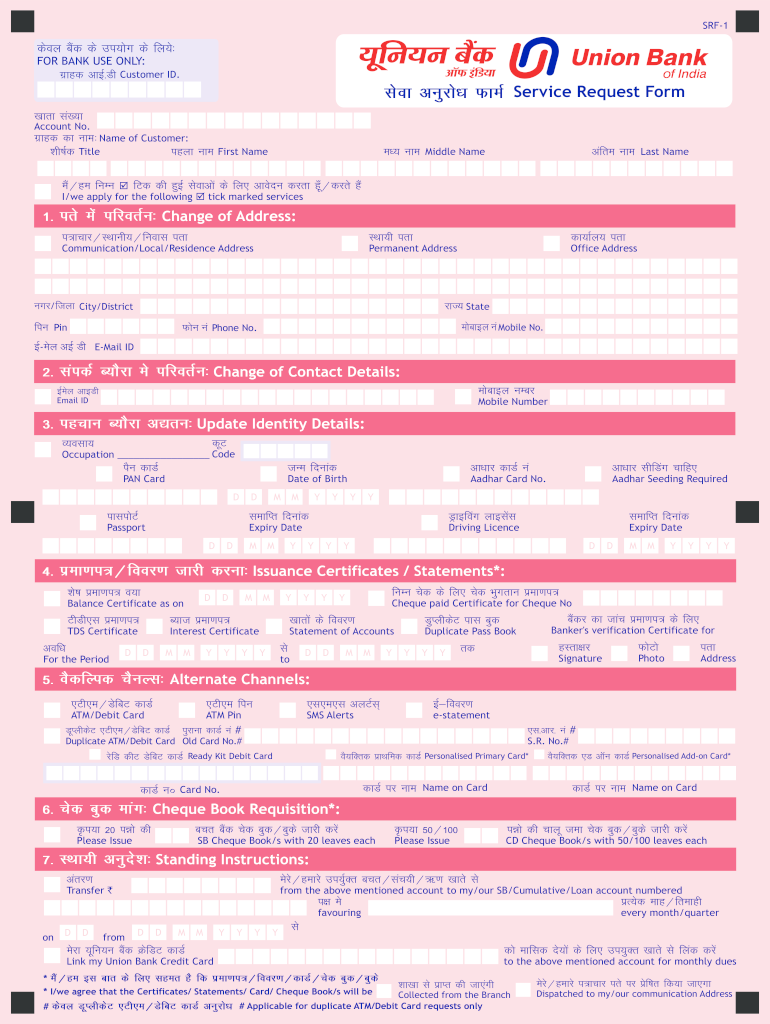 SRF-1
केवल बैंक के उपयोग के लिये:
FOR BANK USE ONLY:
ग्राहक आई.डी Customer ID.
यूनियन बैंक Union Bank
ऑफ इंडिया of India
सेवा अनुरोध फार्म Service Request Form
खाता संख्या
Account No.
ग्राहक का नाम: Name of Customer:
शीर्षक Title पहला नाम First Name मध्य नाम Middle Name अंतिम नाम Last Name
मैं/हम निम्न ☑ टिक की हुई सेवाओं के लिए आवेदन करता हूँ/करते हैं
I/we apply for the following ☑ tick marked services
1. पते में परिवर्तन: Change of Address:
पत्राचार/स्थानीय/निवास पता स्थायी पता कार्यालय पता
Communication/Local/Residence Address Permanent Address Office Address
नगर/जिला City/District राज्य State
पिन Pin फोन नं Phone No. मोबाइल नं Mobile No.
ई-मेल आई डी E-Mail ID
2. संपर्क ब्यौरा मे परिवर्तन: Change of Contact Details:
ईमेल आइडी मोबाइल नम्बर
Email ID Mobile Number
3. पहचान ब्यौरा अद्यतन: Update Identity Details:
व्यवसाय कूट
Occupation ____________________ Code
पैन कार्ड जन्म दिनांक आधार कार्ड नं आधार सीडिंग चाहिए
PAN Card Date of Birth Aadhar Card No. Aadhar Seeding Required
D D M M Y Y Y Y
पासपोर्ट समाप्ति दिनांक ड्राइविंग लाइसेंस समाप्ति दिनांक
Passport Expiry Date Driving Licence Expiry Date
D D M M Y Y Y Y D D M M Y Y Y Y
4. प्रमाणपत्र/विवरण जारी करना: Issuance Certificates / Statements*:
शेष प्रमाणपत्र वया D D M M Y Y Y Y निम्न चेक के लिए चेक भुगतान प्रमाणपत्र
Balance Certificate as on Cheque paid Certificate for Cheque No
टीडीएस प्रमाणपत्र ब्याज प्रमाणपत्र खातों के विवरण डुप्लीकेट पास बुक बैंकर का जांच प्रमाणपत्र के लिए
TDS Certificate Interest Certificate Statement of Accounts Duplicate Pass Book Banker's verification Certificate for
अवधि D D M M Y Y Y Y से D D M M Y Y Y Y तक हस्ताक्षर फोटो पता
For the Period to Signature Photo Address
5. वैकल्पिक चैनल्स: Alternate Channels:
एटीएम/डेबिट कार्ड एटीएम पिन एसएमएस अलर्टस् ई-विवरण
ATM/Debit Card ATM Pin SMS Alerts e-statement
डुप्लीकेट एटीएम/डेबिट कार्ड पुराना कार्ड नं # एस.आर. नं #
Duplicate ATM/Debit Card Old Card No.# S.R. No.#
रेडि कीट डेबिट कार्ड Ready Kit Debit Card वैयक्तिक प्राथमिक कार्ड Personalised Primary Card* वैयक्तिक एड ऑन कार्ड Personalised Add-on Card*
कार्ड न० Card No. कार्ड पर नाम Name on Card कार्ड पर नाम Name on Card
6. चेक बुक मांग: Cheque Book Requisition*:
कृपया 20 पन्नो की बचत बैंक चेक बुक/बुके जारी करें कृपया 50/100 पन्नो की चालू जमा चेक बुक/बुके जारी करें
Please Issue SB Cheque Book/s with 20 leaves each Please Issue CD Cheque Book/s with 50/100 leaves each
7. स्थायी अनुदेश: Standing Instructions:
अंतरण मेरे/हमारे उपर्युक्त बचत/संचयी/ऋण खाते से
Transfer ₹ from the above mentioned account to my/our SB/Cumulative/Loan account numbered
पक्ष मे प्रत्येक माह/तिमाही
favouring every month/quarter
D D D D M M Y Y Y Y से
on from
मेरा यूनियन बैंक क्रेडिट कार्ड को मासिक देयों के लिए उपयुक्त खाते से लिंक करें
Link my Union Bank Credit Card to the above mentioned account for monthly dues
* मैं/हम इस बात के लिए सहमत हैं कि प्रमाणपत्र/विवरण/कार्ड/चेक बुक/बुके शाखा से प्राप्त की जाएंगी मेरे/हमारे पत्राचार पते पर प्रेषित किया जाएगा
* I/we agree that the Certificates/ Statements/ Card/ Cheque Book/s will be Collected from the Branch Dispatched to my/our communication Address
# केवल डूप्लीकेट एटीएम/डेबिट कार्ड अनुरोध # Applicable for duplicate ATM/Debit Card requests only